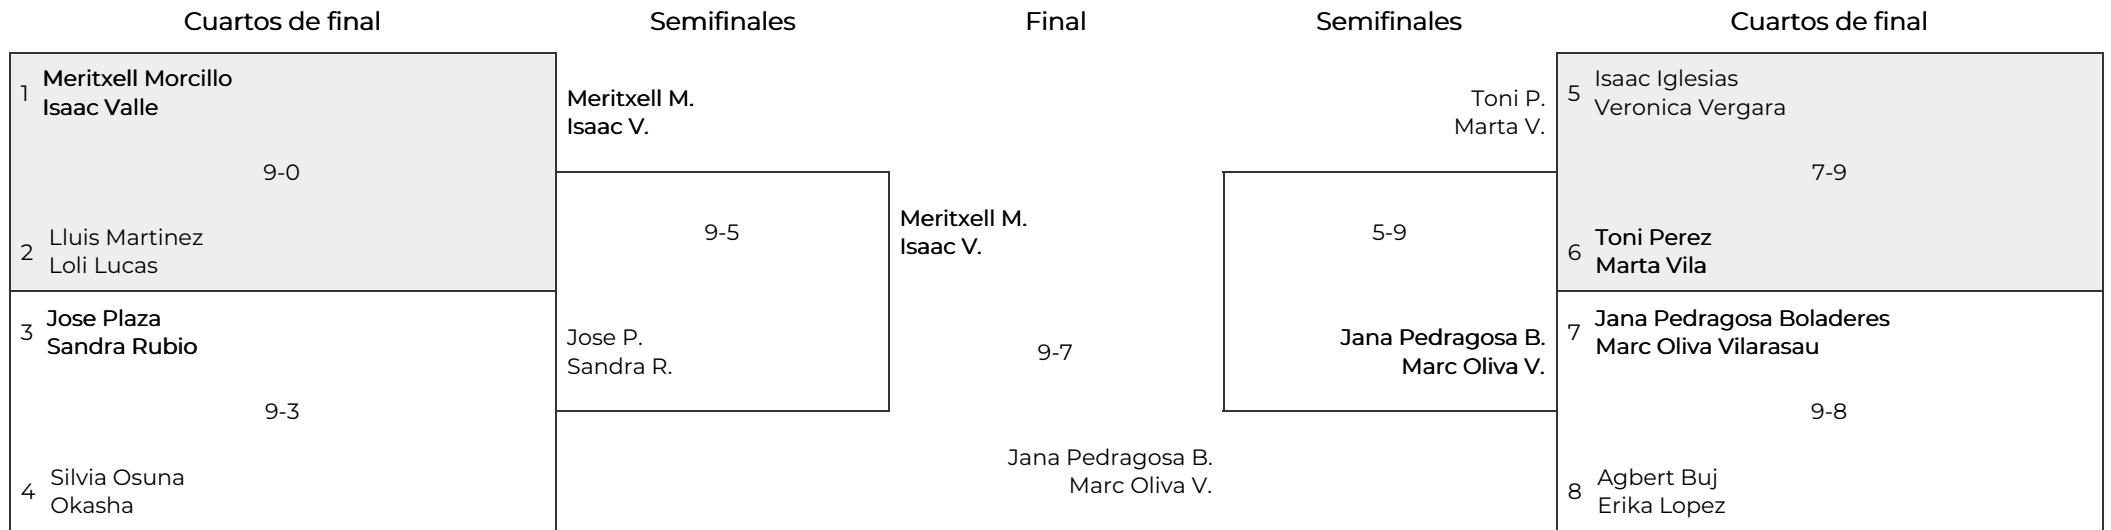 Cuartos de final
Semifinales
Final
Semifinales
Cuartos de final
1
Meritxell Morcillo
Isaac Valle
9-0
2
Lluis Martinez
Loli Lucas
3
Jose Plaza
Sandra Rubio
9-3
4
Silvia Osuna
Okasha
Meritxell M.
Isaac V.
9-5
Jose P.
Sandra R.
Meritxell M.
Isaac V.
9-7
Jana Pedragosa B.
Marc Oliva V.
Toni P.
Marta V.
5-9
Jana Pedragosa B.
Marc Oliva V.
5
Isaac Iglesias
Veronica Vergara
7-9
6
Toni Perez
Marta Vila
7
Jana Pedragosa Boladeres
Marc Oliva Vilarasau
9-8
8
Agbert Buj
Erika Lopez